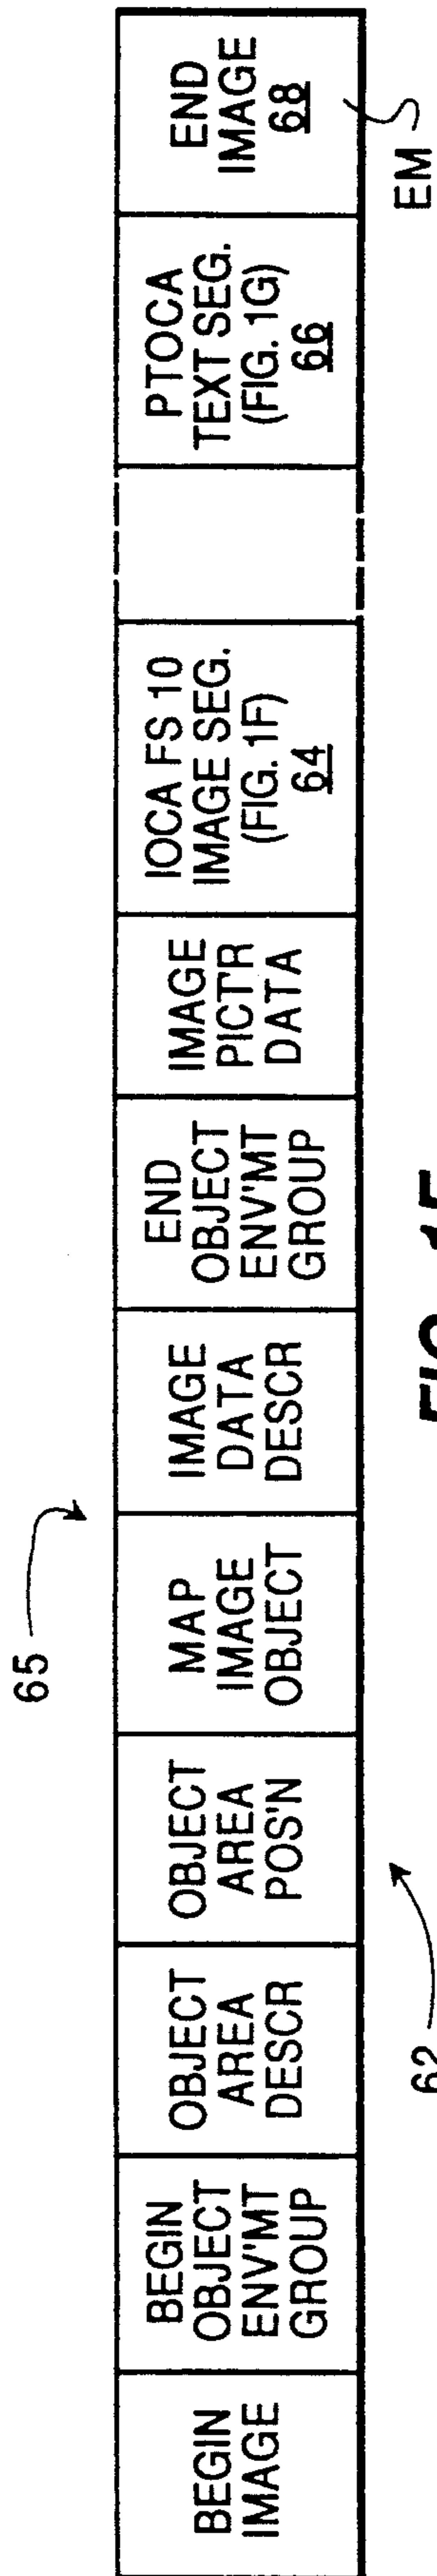 65
BEGIN
IMAGE
BEGIN
OBJECT
ENV'MT
GROUP
OBJECT
AREA
DESCR
OBJECT
AREA
POS'N
MAP
IMAGE
OBJECT
IMAGE
DATA
DESCR
END
OBJECT
ENV'MT
GROUP
IMAGE
PICT'R
DATA
IOCA FS 10
IMAGE SEG.
(FIG. 1F)
64
PTOCA
TEXT SEG.
(FIG. 1G)
66
END
IMAGE
68
62
EM
FIG.